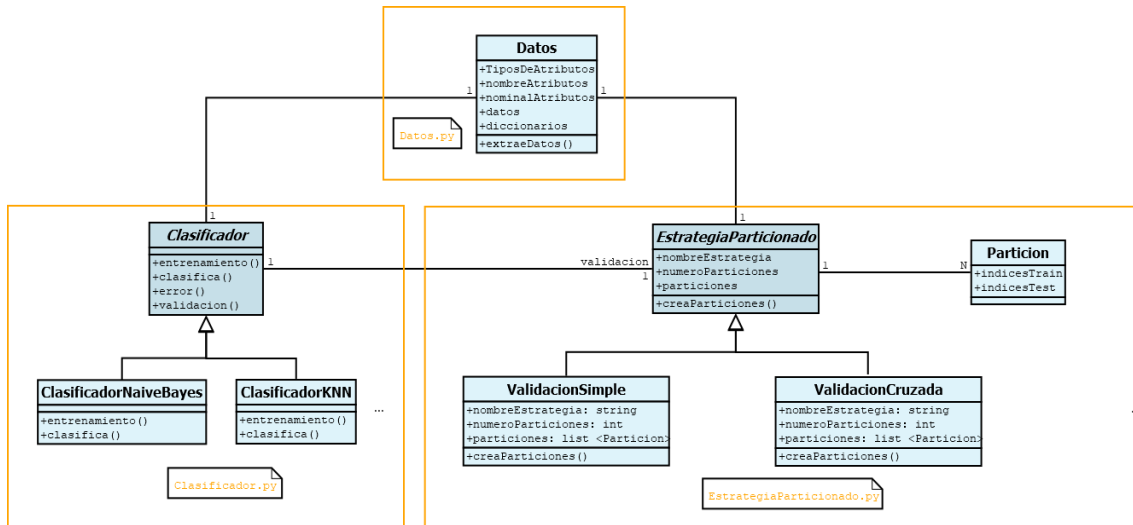 Datos
+TiposDeAtributos
+nombreAtributos
+nominalAtributos
+datos
+diccionarios
+extraeDatos()
1
1
Datos.py
1
Clasificador
+entrenamiento()
+clasifica()
+error()
+validacion()
1
validacion
1
1
EstrategiaParticionado
+nombreEstrategia
+numeroParticiones
+particiones
+creaParticiones()
1
N
Particion
+indicesTrain
+indicesTest
ClasificadorNaiveBayes
+entrenamiento()
+clasifica()
ClasificadorKNN
+entrenamiento()
+clasifica()
...
Clasificador.py
ValidacionSimple
+nombreEstrategia: string
+numeroParticiones: int
+particiones: list <Particion>
+creaParticiones()
ValidacionCruzada
+nombreEstrategia: string
+numeroParticiones: int
+particiones: list <Particion>
+creaParticiones()
EstrategiaParticionado.py